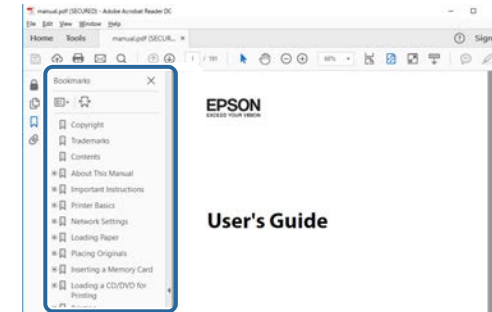 manual.pdf (SECURED) - Adobe Acrobat Reader DC
File Edit View Window Help
Home Tools manual.pdf (SECUR... ×
Sign
1 / 191
Bookmarks
Copyright
Trademarks
Contents
About This Manual
Important Instructions
Printer Basics
Network Settings
Loading Paper
Placing Originals
Inserting a Memory Card
Loading a CD/DVD for
Printing
EPSON
EXCEED YOUR VISION
User's Guide